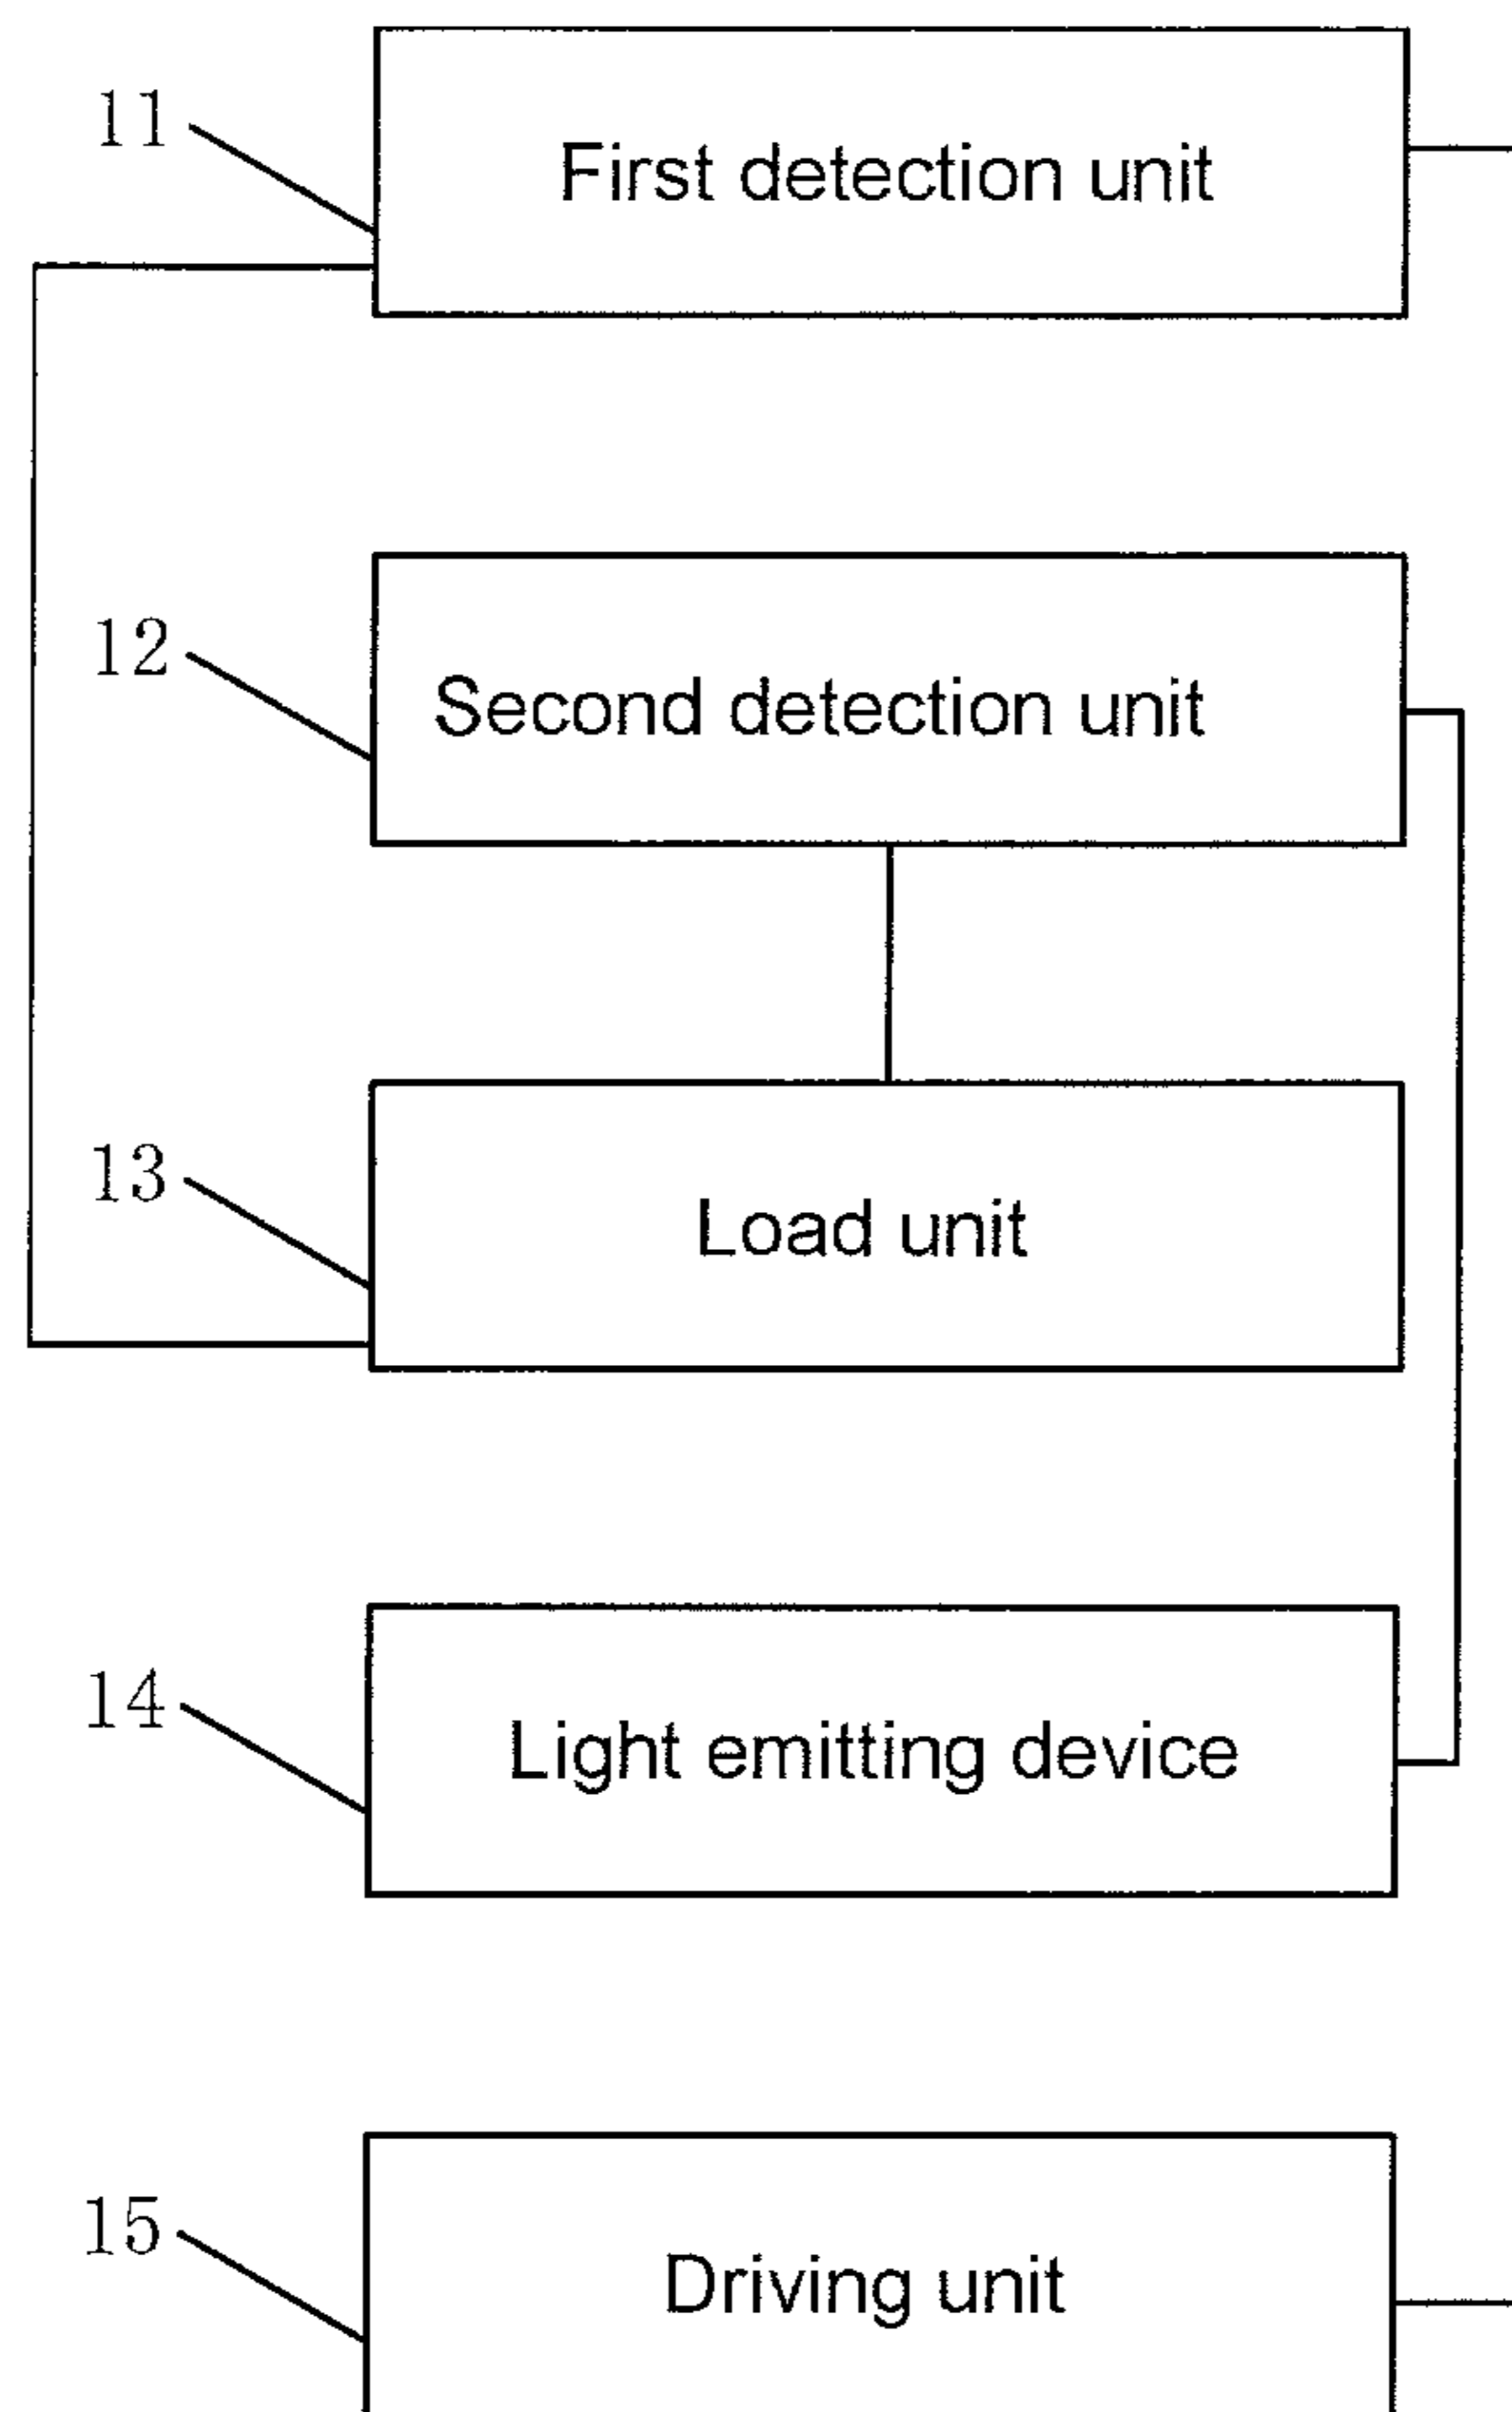 11
First detection unit
12
Second detection unit
13
Load unit
14
Light emitting device
15
Driving unit